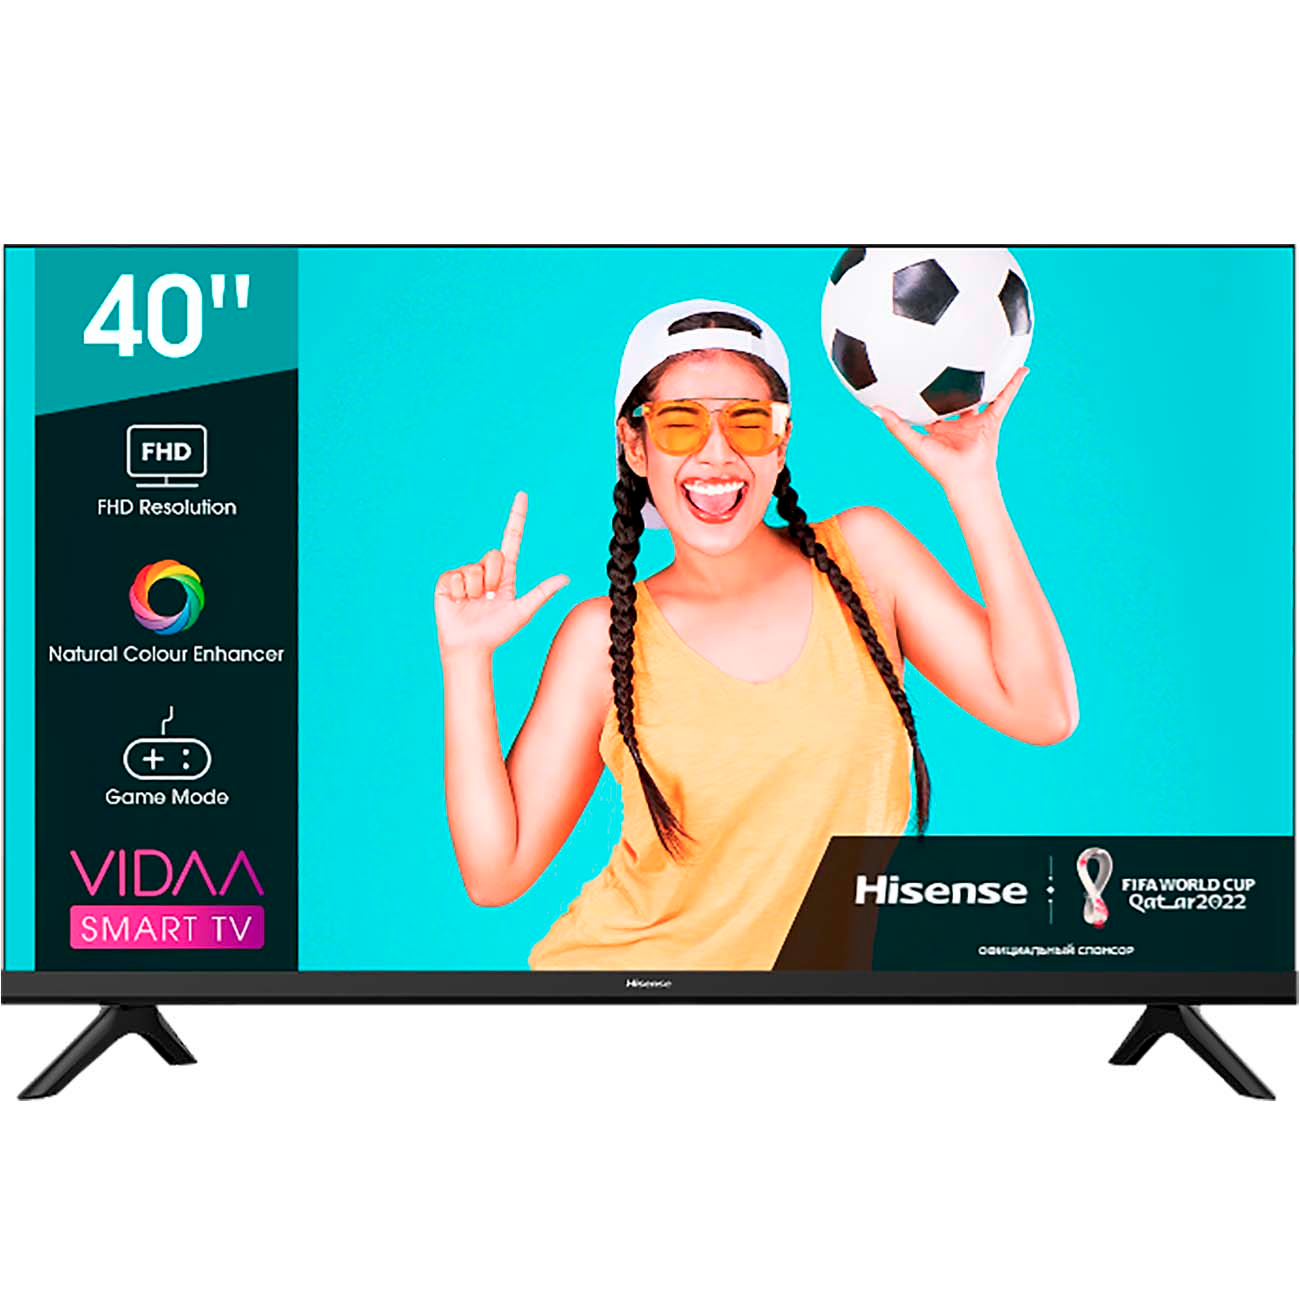 40"
FHD
FHD Resolution
Natural Colour Enhancer
Game Mode
VIDAA
SMART TV
Hisense
FIFA WORLD CUP
Qatar2022
ОФИЦИАЛЬНЫЙ СПОНСОР
Hisense